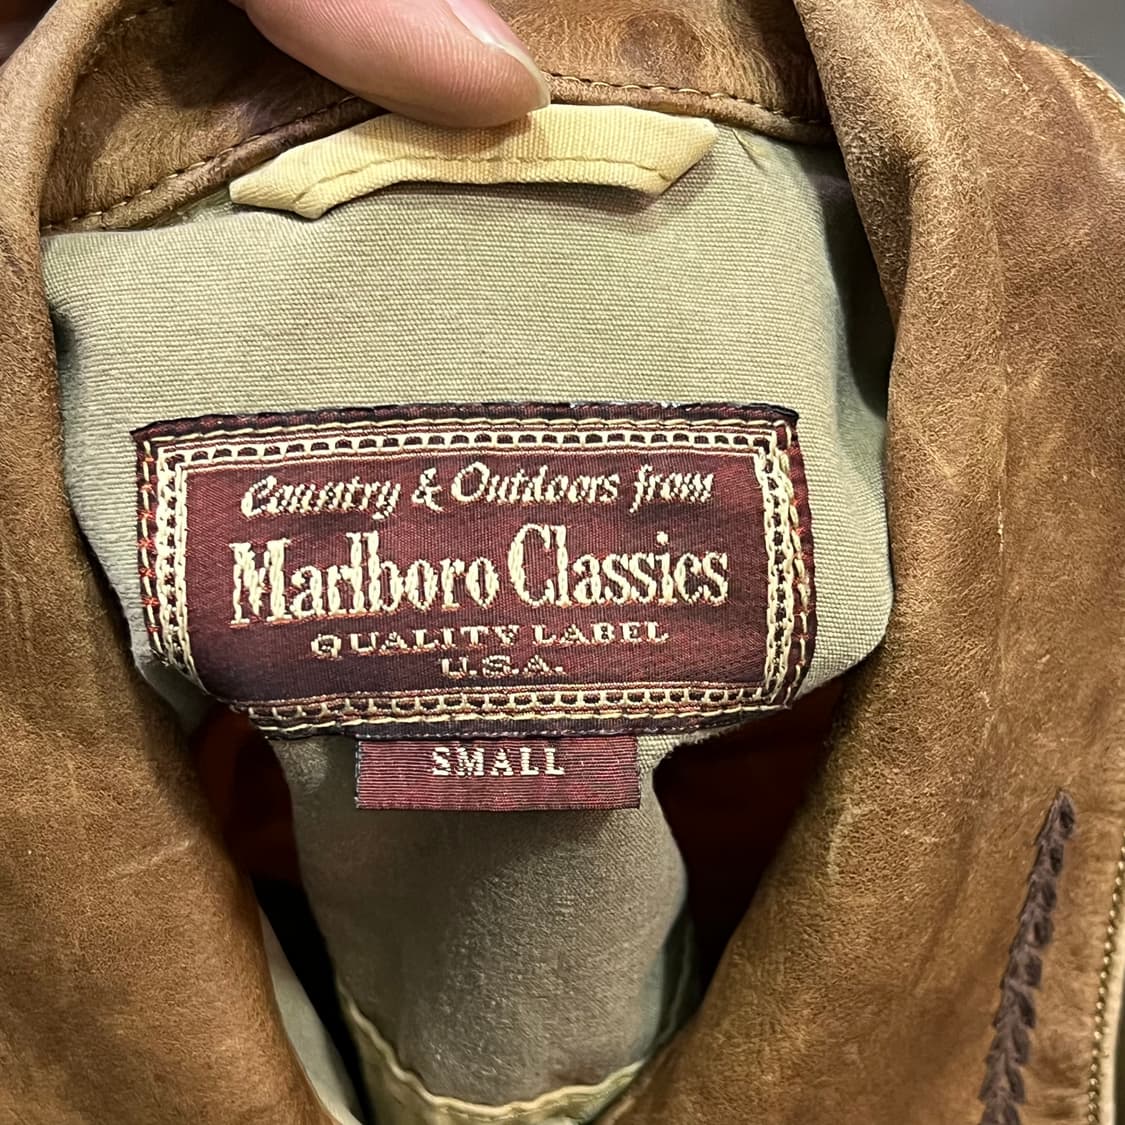 Country & Outdoors from
Marlboro Classics
QUALITY LABEL
U.S.A.
SMALL